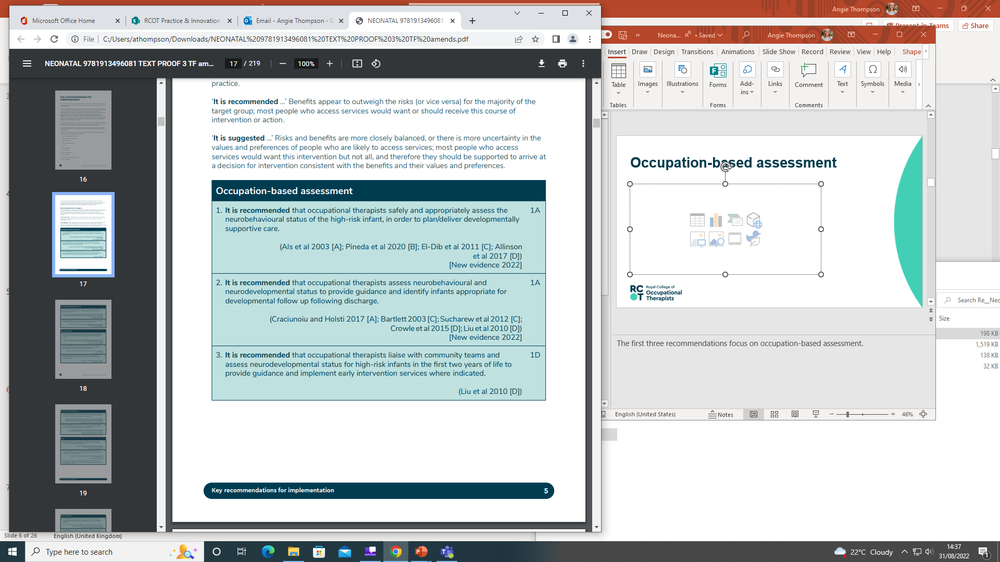 Angie Thompson
Microsoft Office Home
RCOT Practice & Innovation
Email - Angie Thompson - O
NEONATAL 9781913496081
File
C:/Users/athompson/Downloads/NEONATAL%209781913496081%20TEXT%20PROOF%203%20TF%20amends.pdf
NEONATAL 9781913496081 TEXT PROOF 3 TF am...
17 / 219
100%
16
17
18
19
practice.
'It is recommended ...' Benefits appear to outweigh the risks (or vice versa) for the majority of the
target group; most people who access services would want or should receive this course of
intervention or action.
'It is suggested ...' Risks and benefits are more closely balanced, or there is more uncertainty in the
values and preferences of people who are likely to access services; most people who access
services would want this intervention but not all, and therefore they should be supported to arrive at
a decision for intervention consistent with the benefits and their values and preferences.
Occupation-based assessment
1. It is recommended that occupational therapists safely and appropriately assess the 1A
neurobehavioural status of the high-risk infant, in order to plan/deliver developmentally
supportive care.
(Als et al 2003 [A]; Pineda et al 2020 [B]; El-Dib et al 2011 [C]; Allinson
et al 2017 [D])
[New evidence 2022]
2. It is recommended that occupational therapists assess neurobehavioural and 1A
neurodevelopmental status to provide guidance and identify infants appropriate for
developmental follow up following discharge.
(Craciunoiu and Holsti 2017 [A]; Bartlett 2003 [C]; Sucharew et al 2012 [C];
Crowle et al 2015 [D]; Liu et al 2010 [D])
[New evidence 2022]
3. It is recommended that occupational therapists liaise with community teams and 1D
assess neurodevelopmental status for high-risk infants in the first two years of life to
provide guidance and implement early intervention services where indicated.
(Liu et al 2010 [D])
Key recommendations for implementation 5
Present in Teams
Share
Neona... • Saved
Angie Thompson
Insert Draw Design Transitions Animations Slide Show Record Review View Help Shape
Table Images Illustrations Forms Add-ins Links Comment Text Symbols Media
Tables Forms Comments
Occupation-based assessment
RCOT Royal College of
Occupational
Therapists
The first three recommendations focus on occupation-based assessment.
English (United States)
Notes
46%
Search Re__Neo
Size
198 KB
1,519 KB
138 KB
32 KB
Slide 6 of 26
English (United Kingdom)
Type here to search
22°C Cloudy
14:37
31/08/2022
1